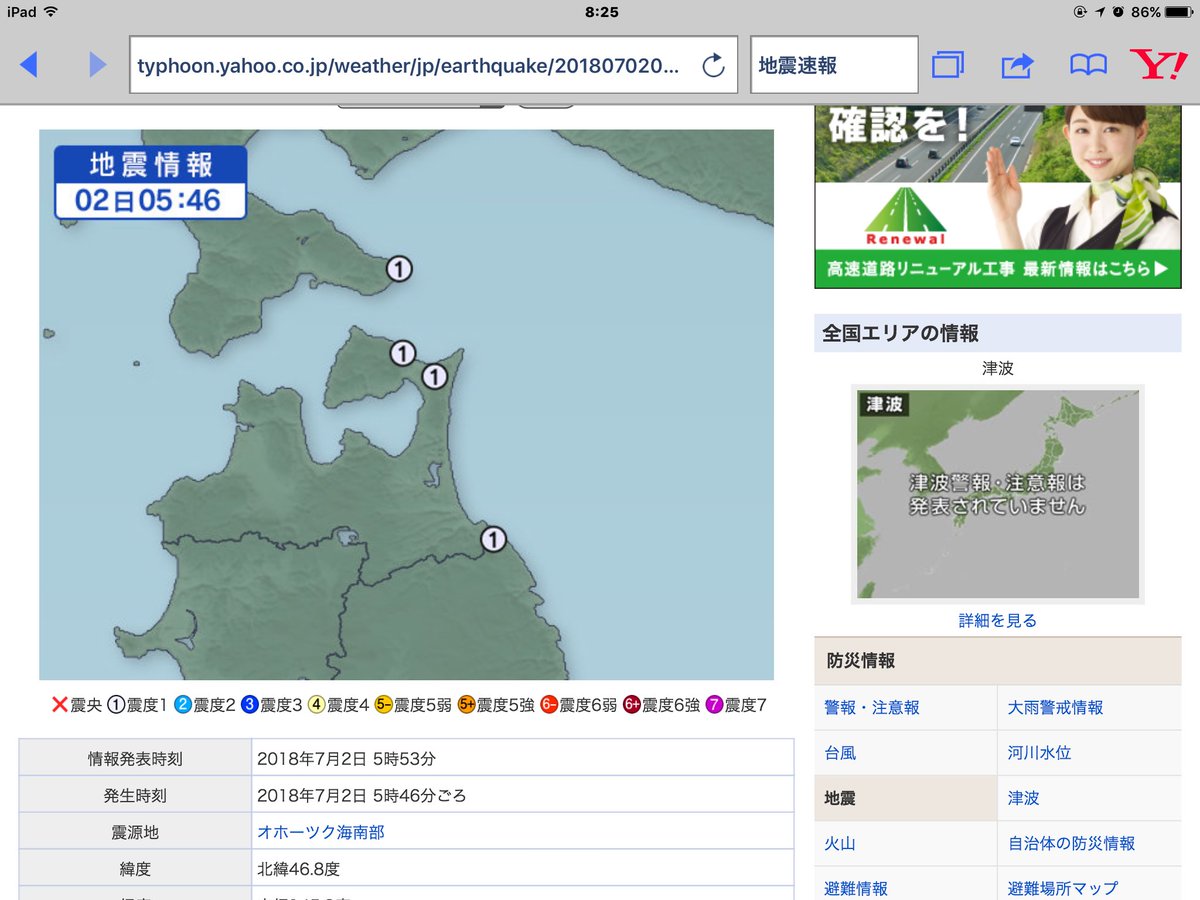 iPad 8:25 86%
typhoon.yahoo.co.jp/weather/jp/earthquake/201807020...
地震速報
Y!
地震情報
02日05:46
1
1
1
1
×震央 1震度1 2震度2 3震度3 4震度4 5-震度5弱 5+震度5強 6-震度6弱 6+震度6強 7震度7
情報発表時刻 2018年7月2日 5時53分
発生時刻 2018年7月2日 5時46分ごろ
震源地 オホーツク海南部
緯度 北緯46.8度
確認を!
Renewal
高速道路リニューアル工事 最新情報はこちら▶
全国エリアの情報
津波
津波
津波警報・注意報は
発表されていません
詳細を見る
防災情報
警報・注意報 大雨警戒情報
台風 河川水位
地震 津波
火山 自治体の防災情報
避難情報 避難場所マップ